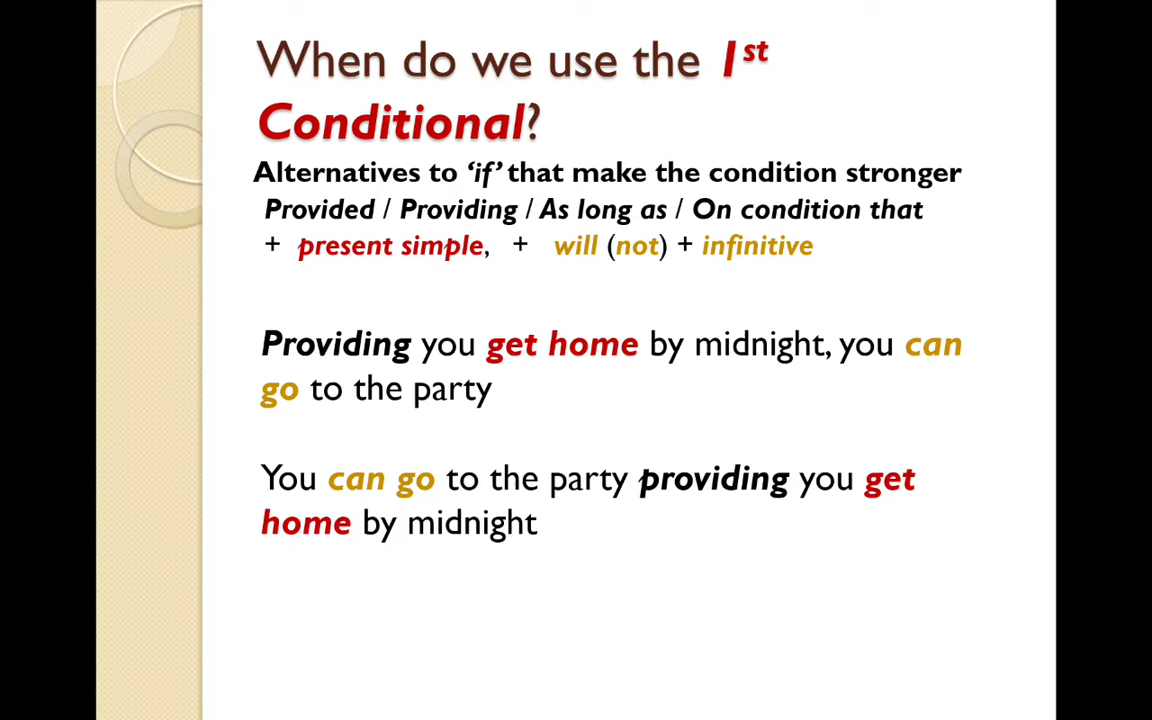 When do we use the 1st
Conditional?
Alternatives to ‘if’ that make the condition stronger
Provided / Providing / As long as / On condition that
+ present simple, + will (not) + infinitive
Providing you get home by midnight, you can
go to the party
You can go to the party providing you get
home by midnight